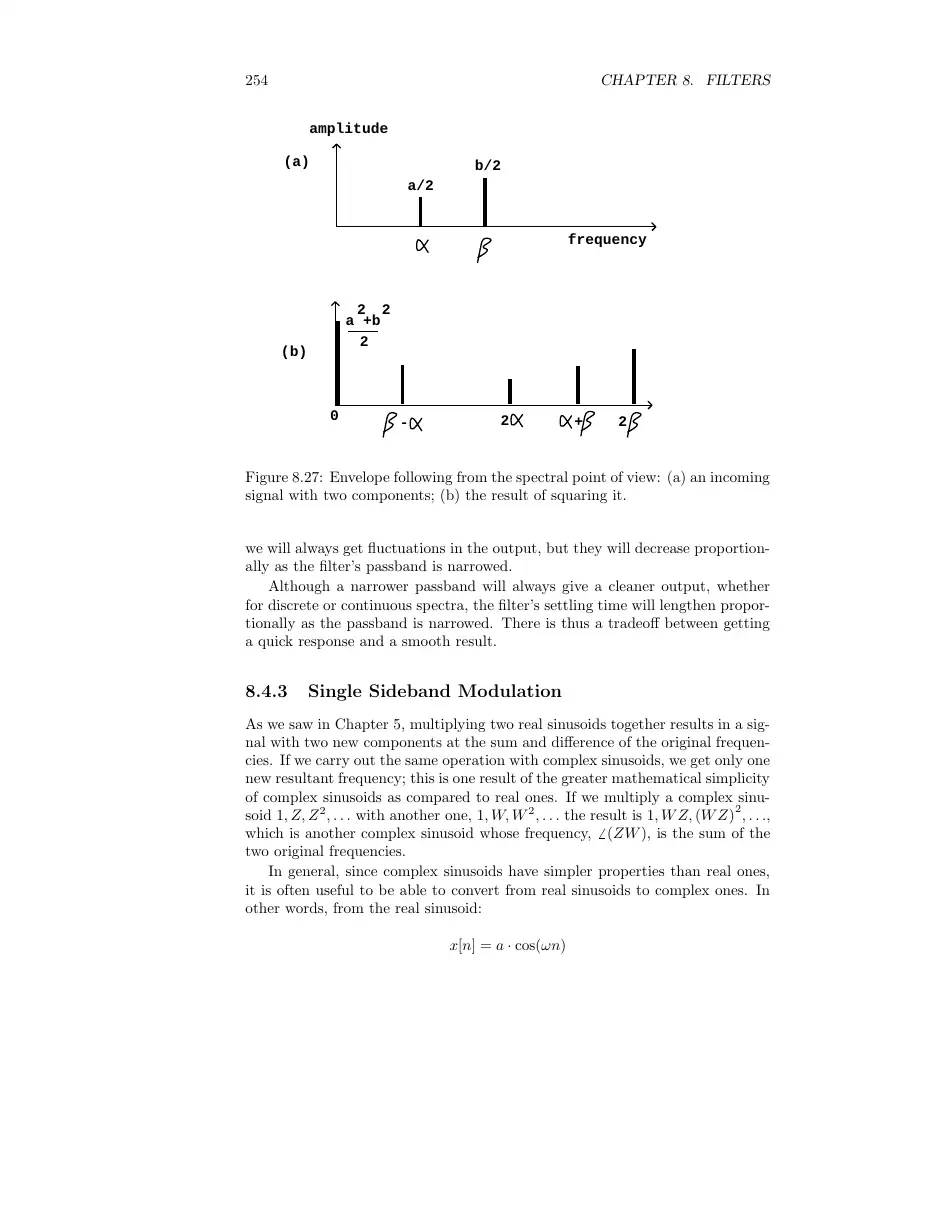 254 CHAPTER 8. FILTERS
amplitude
(a)
b/2
a/2
frequency
α β
2 2
a +b
2
(b)
0 β-α 2α α+β 2β
Figure 8.27: Envelope following from the spectral point of view: (a) an incoming
signal with two components; (b) the result of squaring it.
we will always get fluctuations in the output, but they will decrease proportion-
ally as the filter's passband is narrowed.
Although a narrower passband will always give a cleaner output, whether
for discrete or continuous spectra, the filter's settling time will lengthen propor-
tionally as the passband is narrowed. There is thus a tradeoff between getting
a quick response and a smooth result.
8.4.3 Single Sideband Modulation
As we saw in Chapter 5, multiplying two real sinusoids together results in a sig-
nal with two new components at the sum and difference of the original frequen-
cies. If we carry out the same operation with complex sinusoids, we get only one
new resultant frequency; this is one result of the greater mathematical simplicity
of complex sinusoids as compared to real ones. If we multiply a complex sinu-
soid 1, Z, Z², . . . with another one, 1, W, W², . . . the result is 1, WZ, (WZ)², . . .,
which is another complex sinusoid whose frequency, ∠(ZW), is the sum of the
two original frequencies.
In general, since complex sinusoids have simpler properties than real ones,
it is often useful to be able to convert from real sinusoids to complex ones. In
other words, from the real sinusoid:
x[n] = a · cos(ωn)